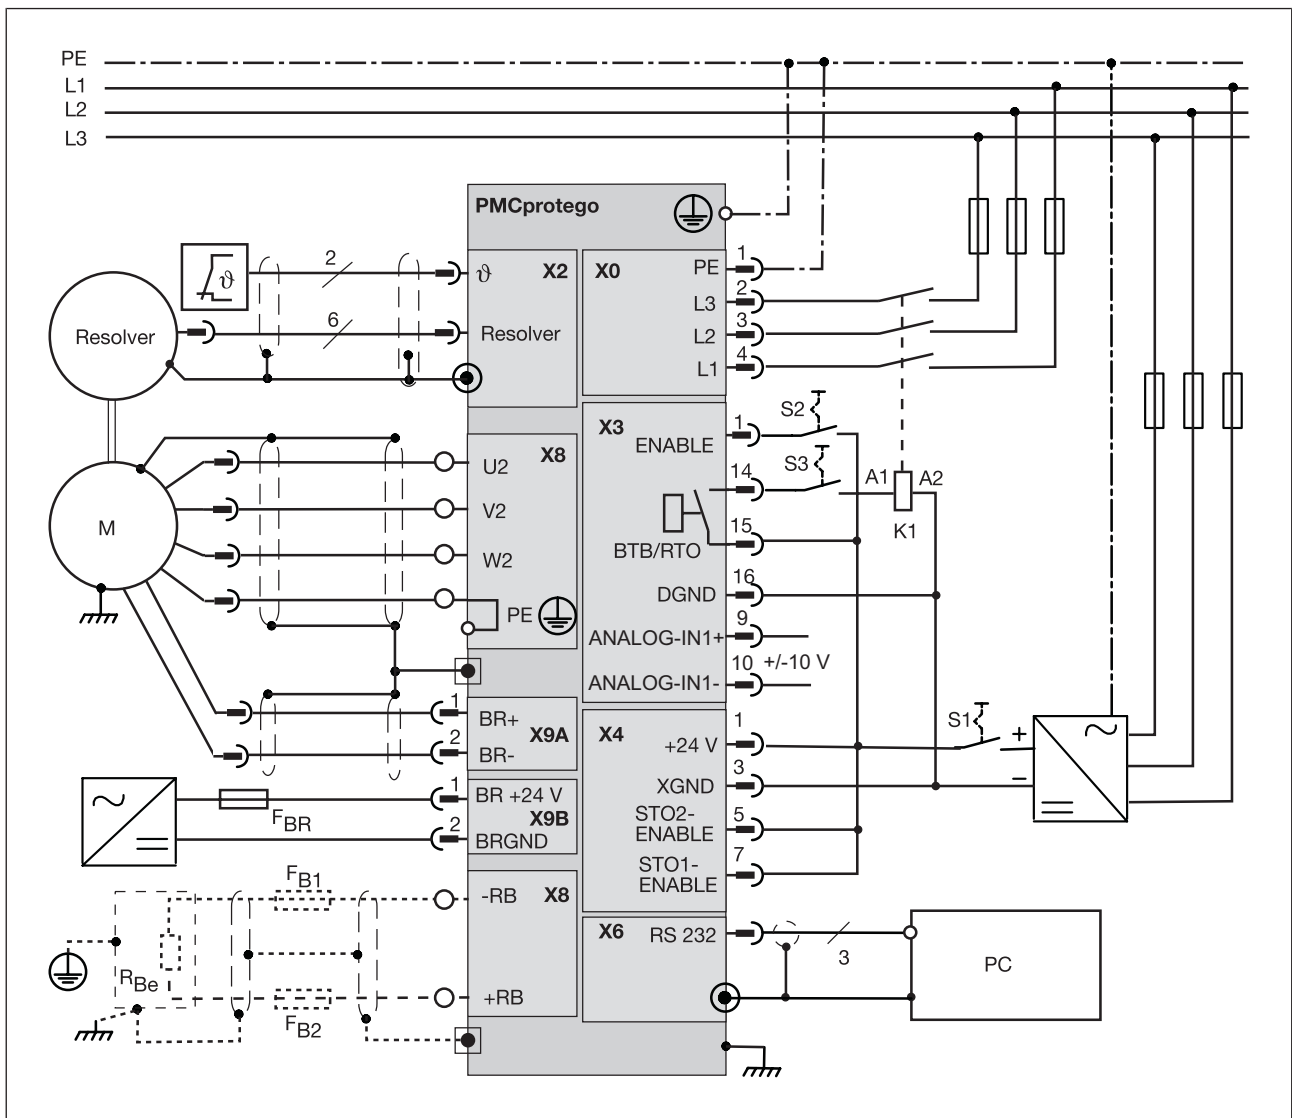 PE
L1
L2
L3
PMCprotego
X2
X0
ϑ
ϑ
2
Resolver
6
Resolver
PE
1
L3
2
L2
3
L1
4
X3
ENABLE
1
S2
14
S3
A1
A2
K1
BTB/RTO
15
DGND
16
ANALOG-IN1+
9
ANALOG-IN1-
10
+/-10 V
X8
U2
V2
W2
PE
M
X9A
BR+
1
BR-
2
X9B
BR +24 V
1
BRGND
2
FBR
X4
+24 V
1
XGND
3
STO2-
ENABLE
5
STO1-
ENABLE
7
S1
+
−
X8
-RB
+RB
FB1
FB2
RBe
X6
RS 232
3
PC